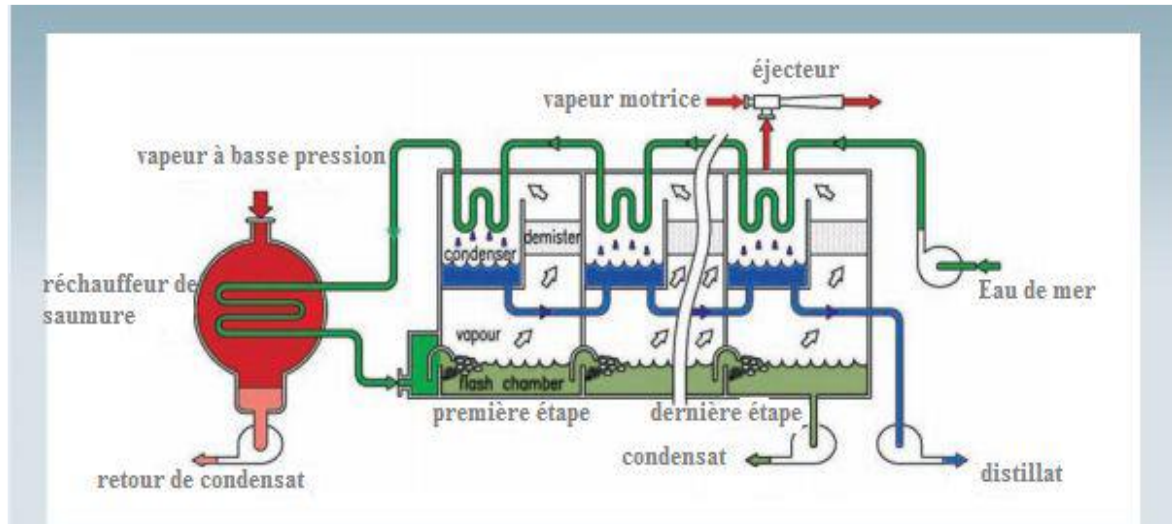 éjecteur
vapeur motrice
vapeur à basse pression
demister
condenser
réchauffeur de
saumure
Eau de mer
vapour
flash chamber
première étape
dernière étape
condensat
retour de condensat
distillat